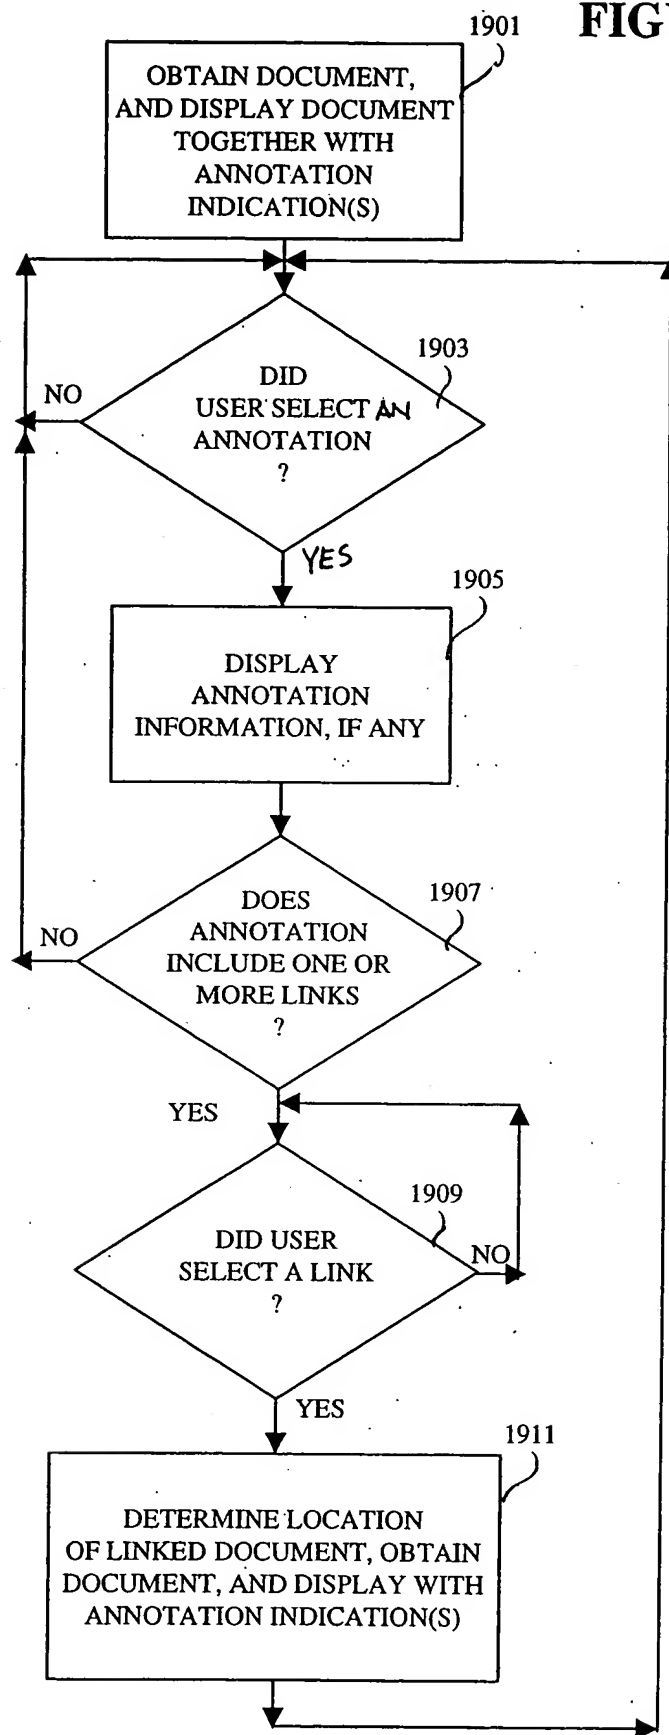 FIG
1901
OBTAIN DOCUMENT,
AND DISPLAY DOCUMENT
TOGETHER WITH
ANNOTATION
INDICATION(S)
1903
DID
USER SELECT AN
ANNOTATION
?
NO
YES
1905
DISPLAY
ANNOTATION
INFORMATION, IF ANY
1907
DOES
ANNOTATION
INCLUDE ONE OR
MORE LINKS
?
NO
YES
1909
DID USER
SELECT A LINK
?
NO
YES
1911
DETERMINE LOCATION
OF LINKED DOCUMENT, OBTAIN
DOCUMENT, AND DISPLAY WITH
ANNOTATION INDICATION(S)